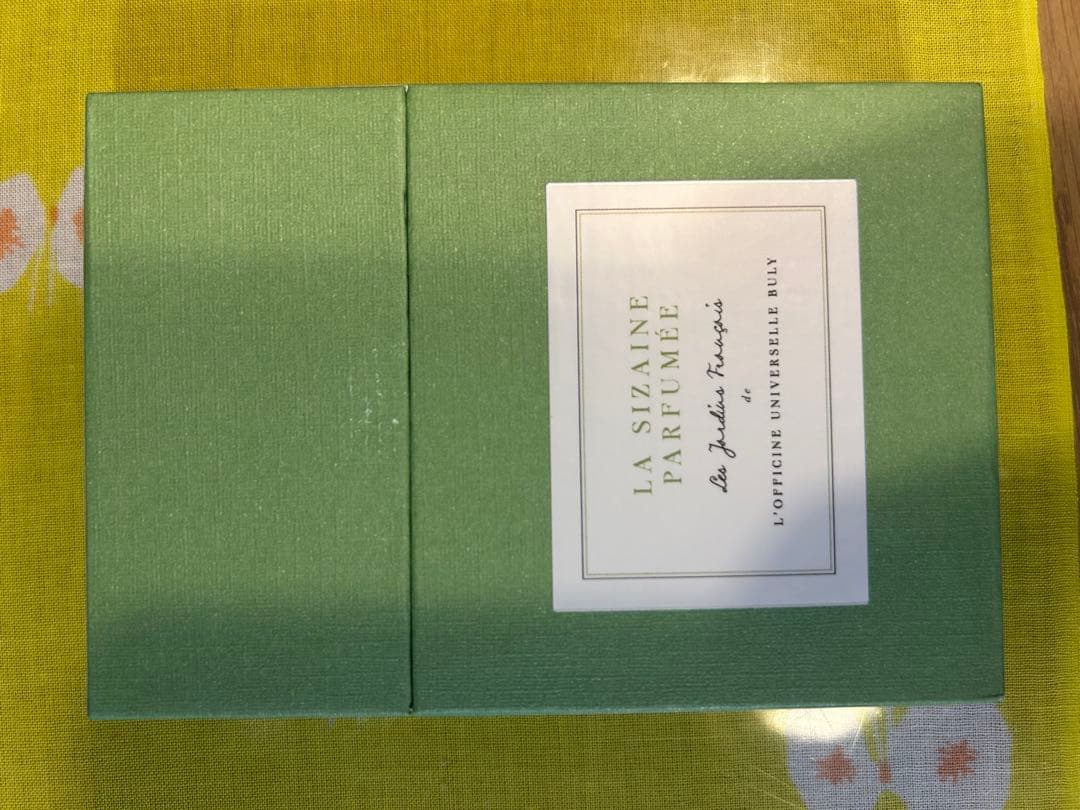 LA SIZAINE
PARFUMÉE
Les Jardins Français
de
L'OFFICINE UNIVERSELLE BULY